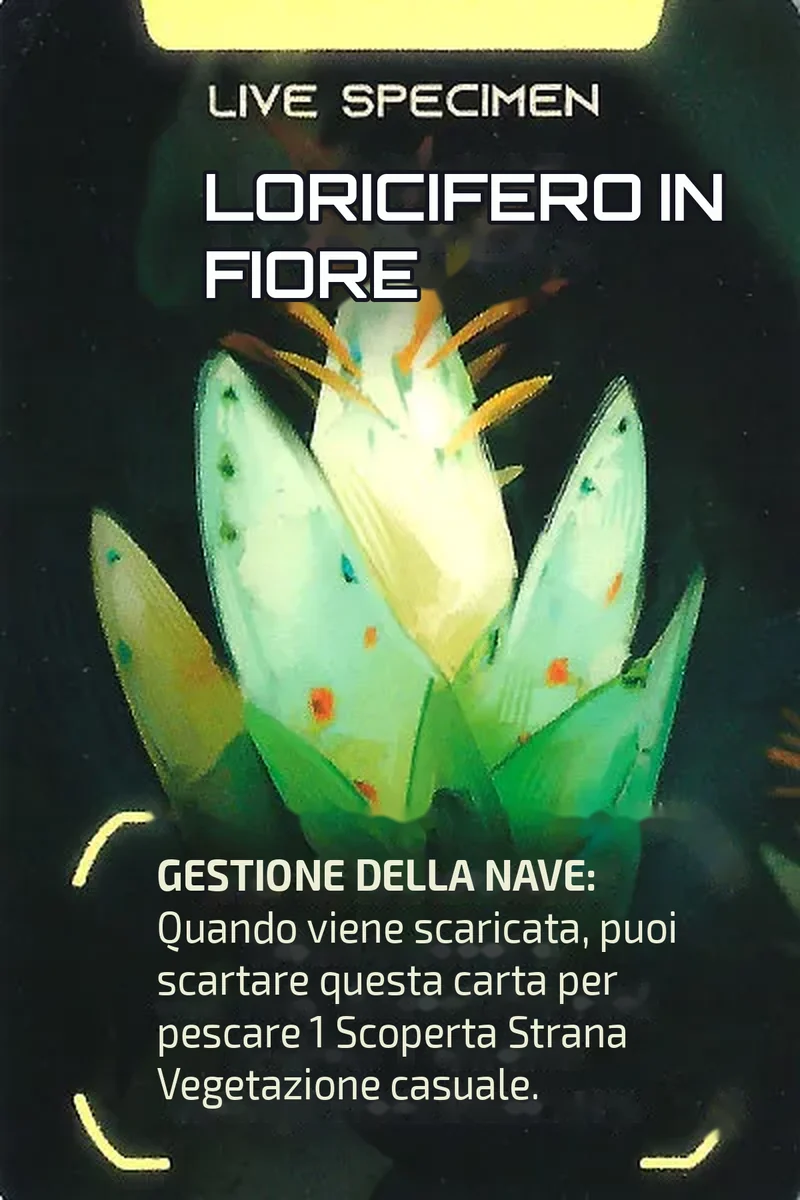 LIVE SPECIMEN
LORICIFERO IN
FIORE
GESTIONE DELLA NAVE:
Quando viene scaricata, puoi
scartare questa carta per
pescare 1 Scoperta Strana
Vegetazione casuale.